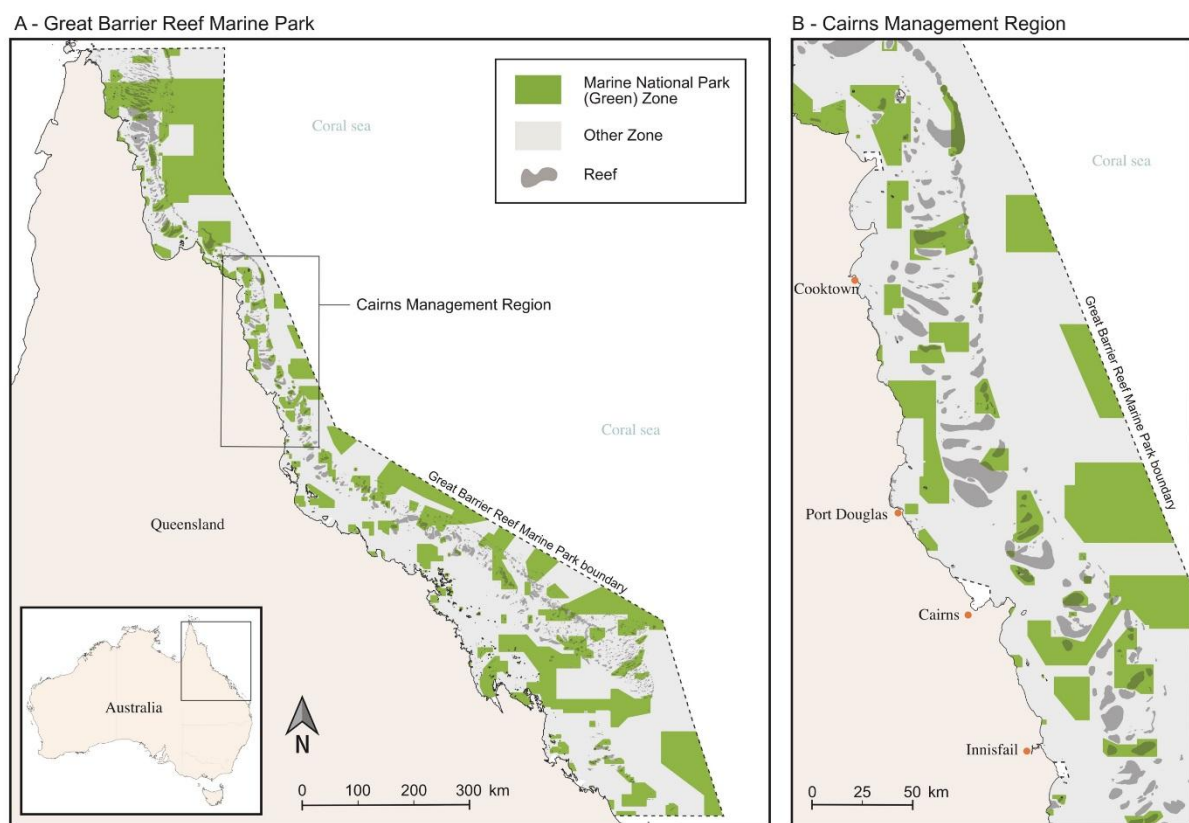 A - Great Barrier Reef Marine Park
Marine National Park
(Green) Zone
Other Zone
Reef
Coral sea
Cairns Management Region
Coral sea
Great Barrier Reef Marine Park boundary
Queensland
Australia
N
0 100 200 300 km
B - Cairns Management Region
Coral sea
Cooktown
Great Barrier Reef Marine Park boundary
Port Douglas
Cairns
Innisfail
0 25 50 km